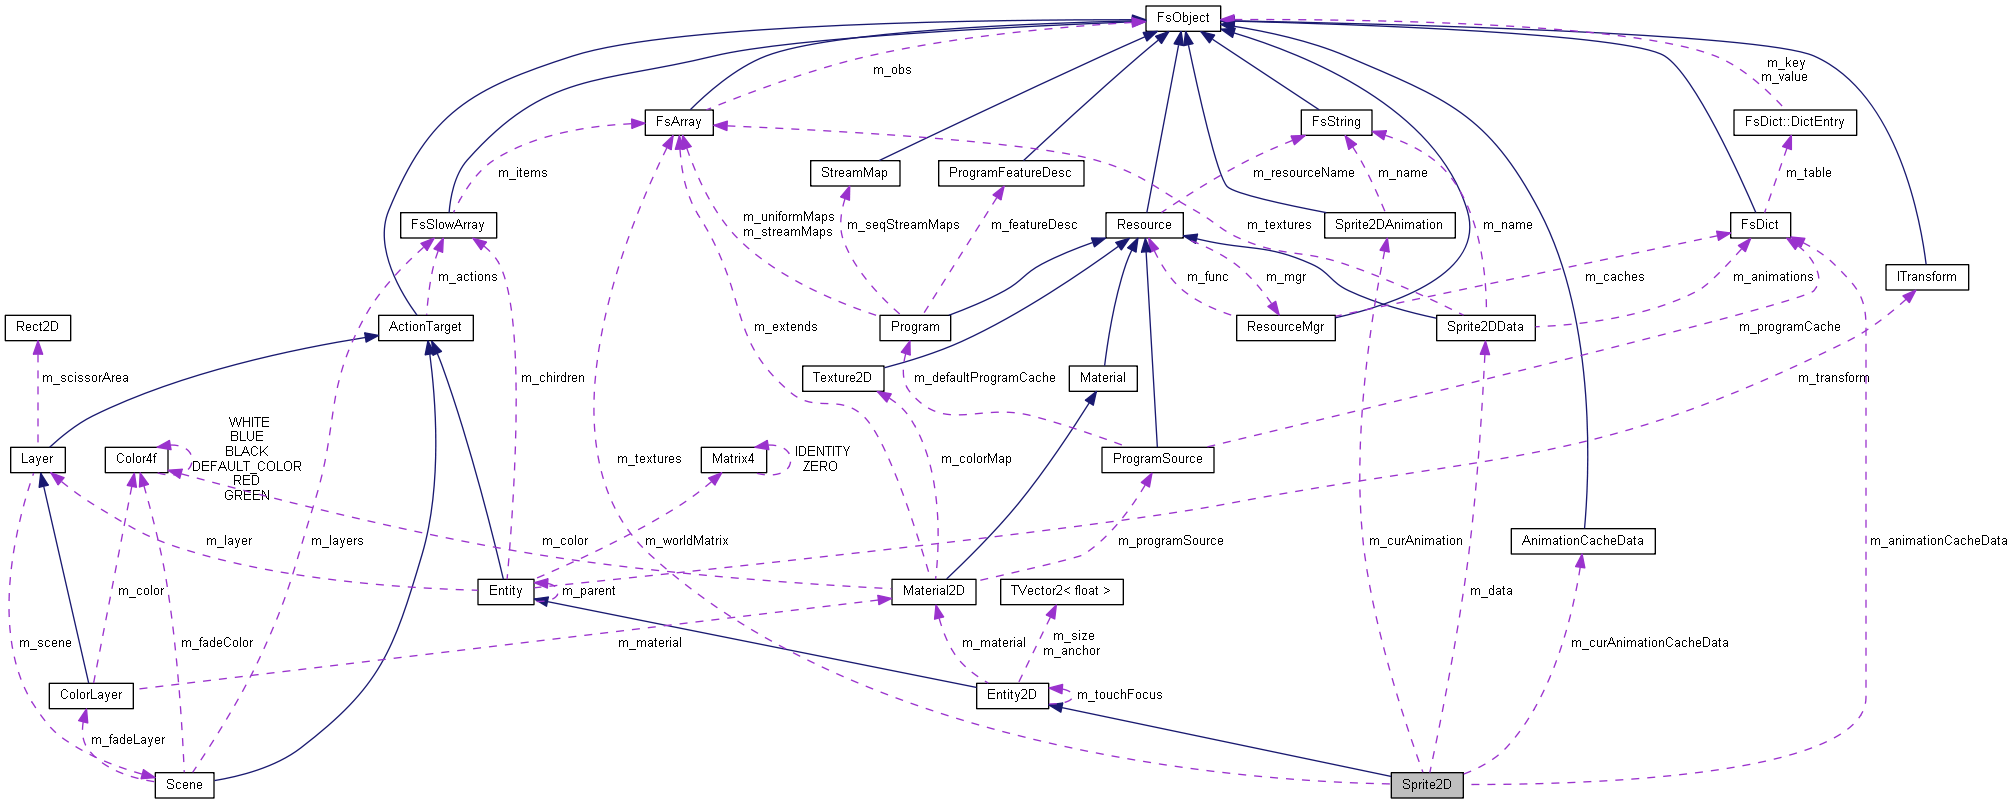 FsObject
m_obs
m_key
m_value
FsArray
FsString
FsDict::DictEntry
m_items
StreamMap
ProgramFeatureDesc
m_resourceName
m_name
m_table
FsSlowArray
m_uniformMaps
m_streamMaps
m_seqStreamMaps
m_featureDesc
Resource
m_textures
Sprite2DAnimation
m_name
FsDict
m_actions
m_func
m_mgr
m_caches
m_animations
ITransform
Rect2D
ActionTarget
m_extends
Program
ResourceMgr
Sprite2DData
m_programCache
m_scissorArea
m_chirdren
Texture2D
m_defaultProgramCache
Material
m_transform
WHITE
BLUE
BLACK
DEFAULT_COLOR
RED
GREEN
Layer
Color4f
m_textures
Matrix4
IDENTITY
ZERO
m_colorMap
ProgramSource
m_layer
m_layers
m_color
m_worldMatrix
m_programSource
m_curAnimation
AnimationCacheData
m_animationCacheData
m_color
Entity
m_parent
Material2D
TVector2< float >
m_data
m_scene
m_fadeColor
m_material
m_material
m_size
m_anchor
m_curAnimationCacheData
ColorLayer
Entity2D
m_touchFocus
m_fadeLayer
Scene
Sprite2D